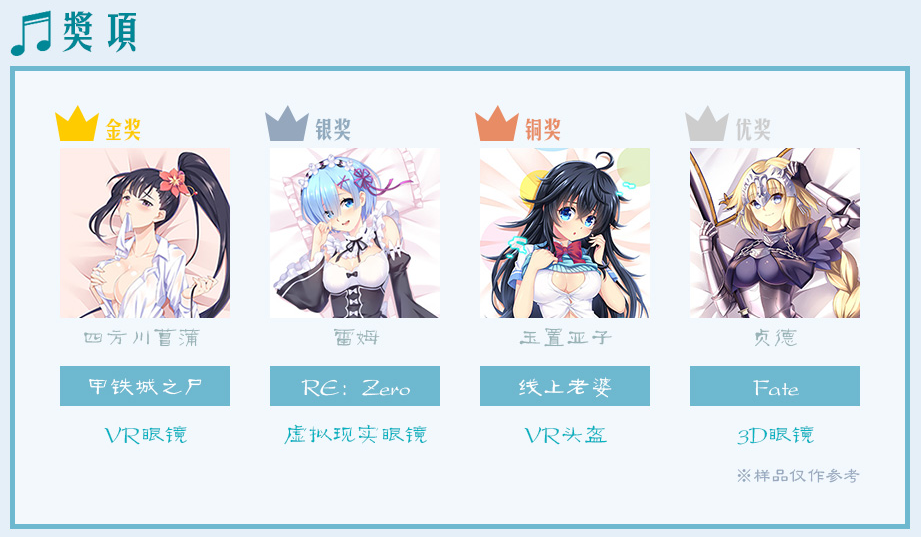 獎項
金奖
银奖
铜奖
优奖
四方川菖蒲
雷姆
玉置亚子
贞德
甲铁城之尸
RE：Zero
线上老婆
Fate
VR眼镜
虚拟现实眼镜
VR头盔
3D眼镜
※样品仅作参考